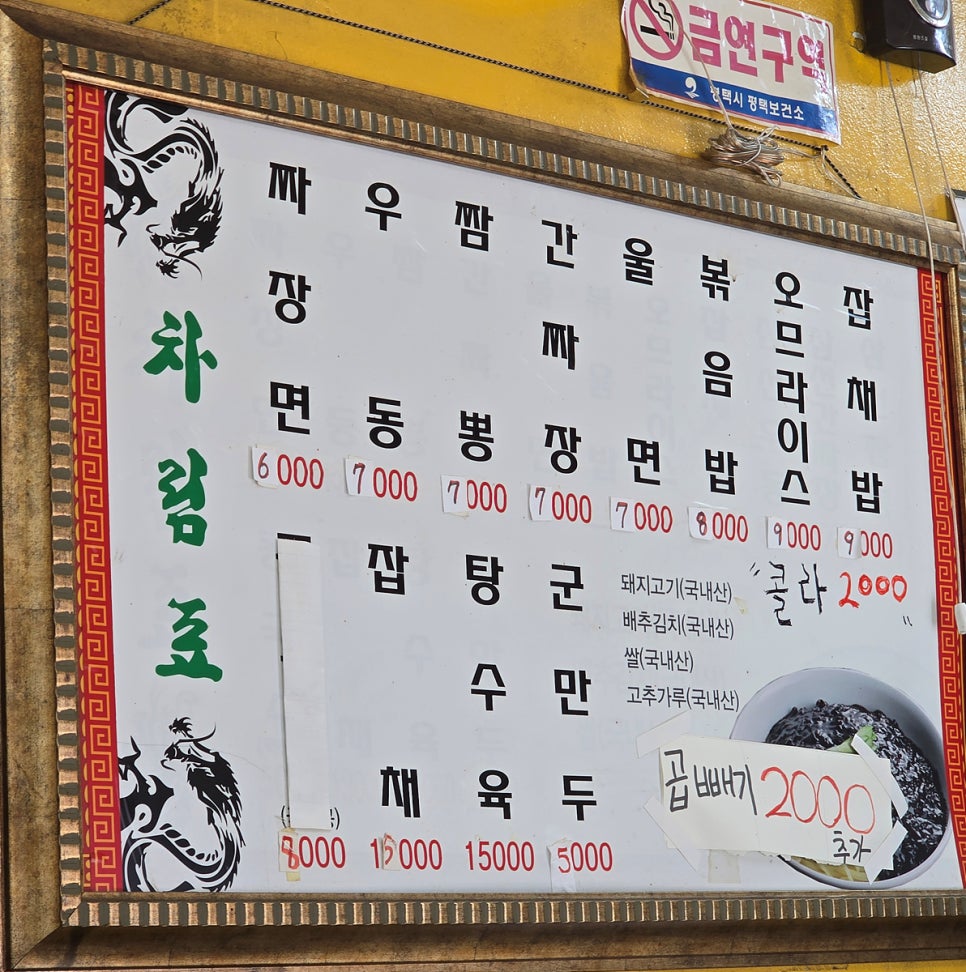 금연구역
평택시 평택보건소
차림표
짜장면 6000
우동 7000
짬뽕 7000
간짜장 7000
울면 7000
볶음밥 8000
오므라이스 9000
잡채밥 9000
8000
잡채 15000
탕수육 15000
군만두 5000
돼지고기(국내산)
배추김치(국내산)
쌀(국내산)
고추가루(국내산)
"콜라 2000"
곱빼기 2000
추가